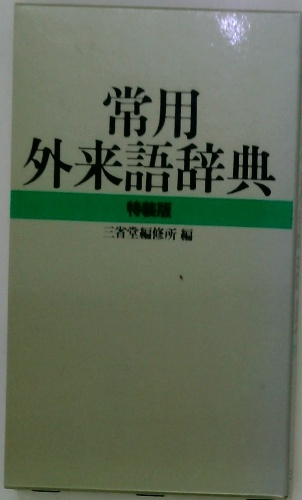 常用
外来語辞典
特装版
三省堂編修所 編